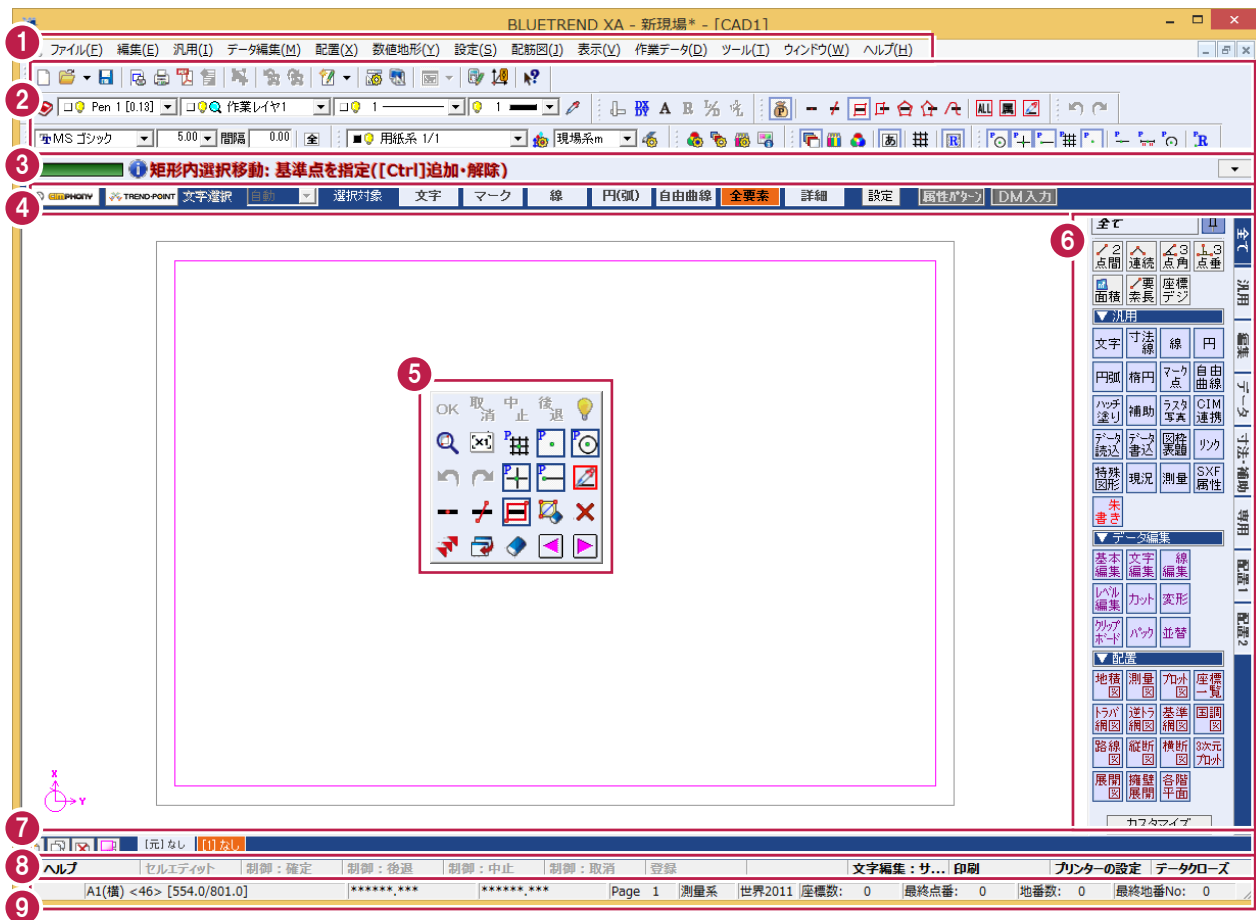 BLUETREND XA - 新現場* - [CAD1]
1
ファイル(F) 編集(E) 汎用(I) データ編集(M) 配置(X) 数値地形(Y) 設定(S) 配筋図(J) 表示(V) 作業データ(D) ツール(T) ウィンドウ(W) ヘルプ(H)
2
Pen 1 [0.13] 作業レイヤ1 1 1 A B ALL
MS ゴシック 5.00 間隔 0.00 全 用紙系 1/1 現場系m あ R R
3
矩形内選択移動: 基準点を指定([Ctrl]追加・解除)
4
TREND-POINT 文字選択 自動 選択対象 文字 マーク 線 円(弧) 自由曲線 全要素 詳細 設定 属性パターン DM入力
5
OK 取消 中止 後退
×1 P P P
P P
6
全て
2点間 連続 3点角 3点垂
面積 要素長 座標デジ
▼ 汎用
文字 寸法線 線 円
円弧 楕円 マーク点 自由曲線
ハッチ塗り 補助 ラスタ写真 CIM連携
データ読込 データ書込 図枠表題 リンク
特殊図形 現況 測量 SXF属性
朱書き
▼ データ編集
基本編集 文字編集 線編集
レベル編集 カット 変形
クリップボード パック 並替
▼ 配置
地積図 測量図 プロット図 座標一覧
トラバ網図 逆トラ網図 基準網図 国調図
路線図 縦断図 横断図 3次元プロット
展開図 擁壁展開 各階平面
カスタマイズ
全て
汎用
編集
データ
寸法・補助
専用
配置1
配置2
X
Y
7
[元] なし [1] なし
8
ヘルプ セルエディット 制御：確定 制御：後退 制御：中止 制御：取消 登録 文字編集：サ... 印刷 プリンターの設定 データクローズ
9
A1(横) <46> [554.0/801.0] ******.*** ******.*** Page 1 測量系 世界2011 座標数: 0 最終点番: 0 地番数: 0 最終地番No: 0